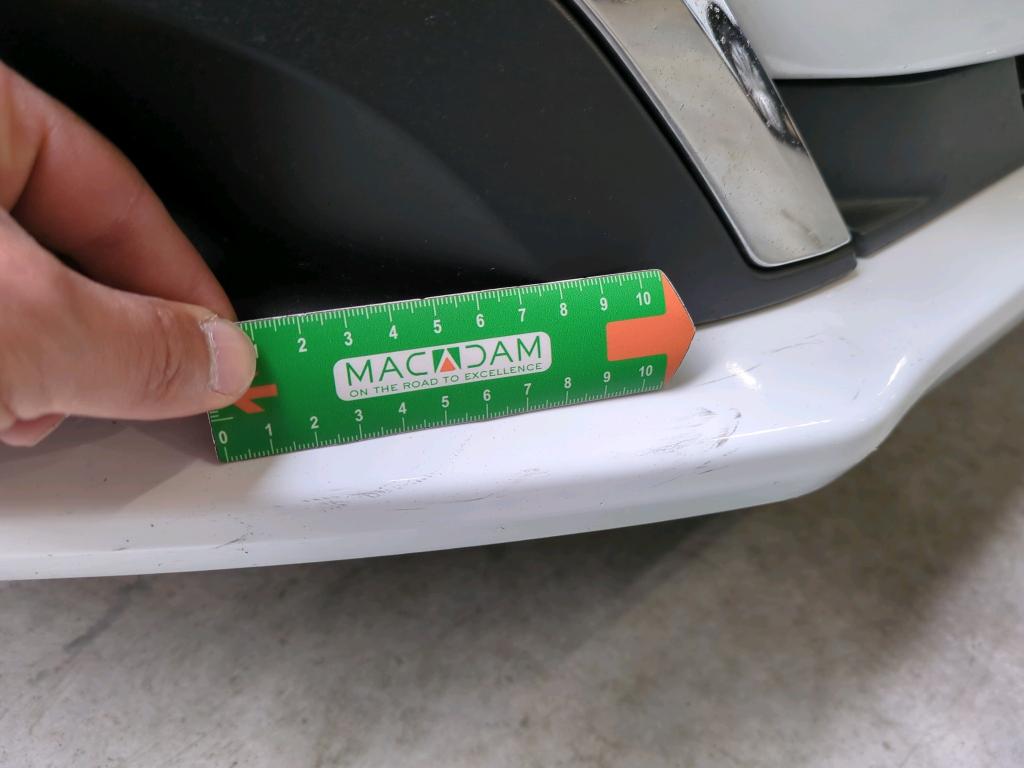 2 3 4 5 6 7 8 9 10
MACADAM
ON THE ROAD TO EXCELLENCE
0 1 2 3 4 5 6 7 8 9 10